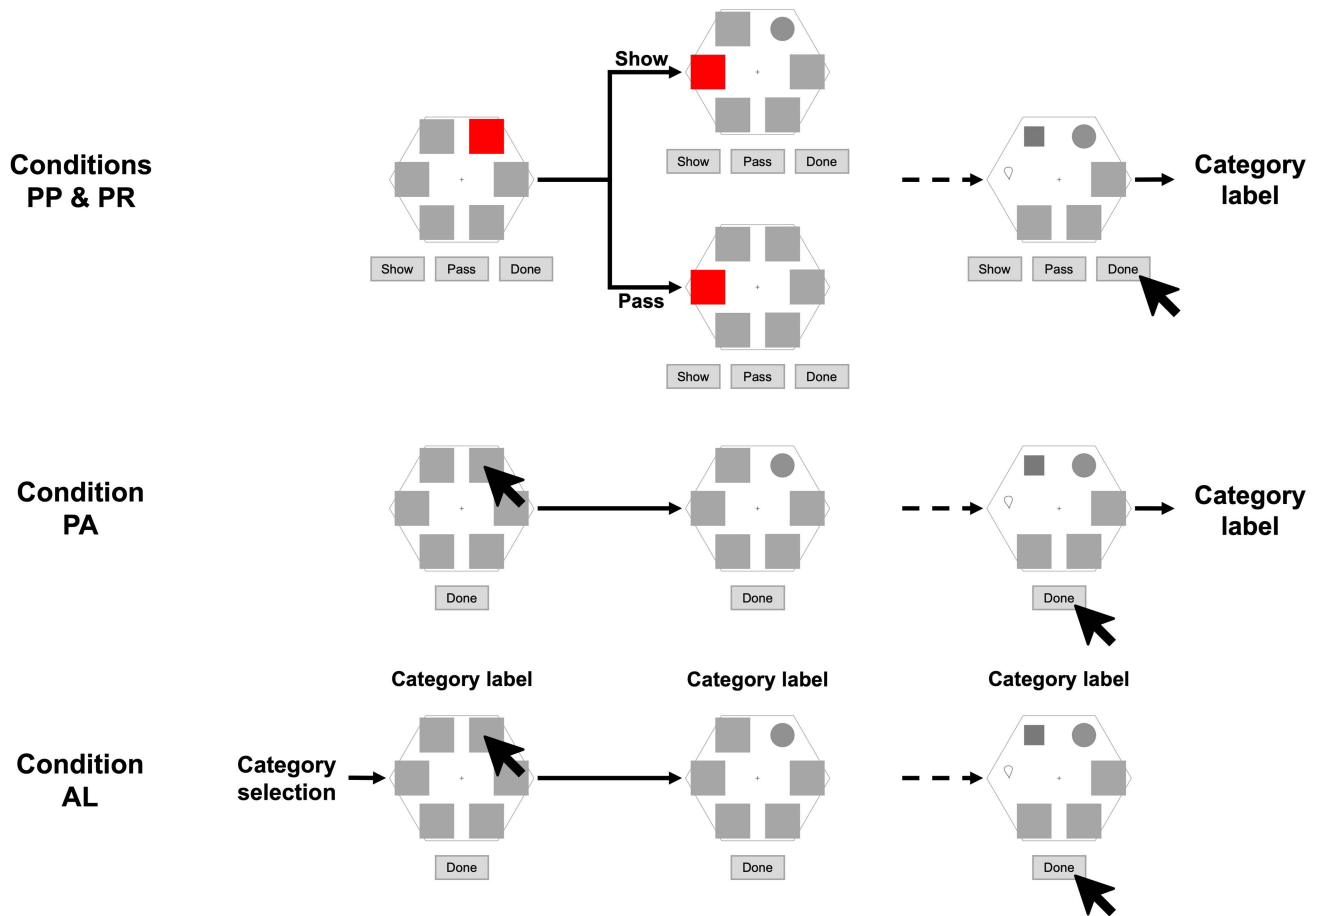 Show
Show Pass Done
Conditions
PP & PR
Category
label
Show Pass Done
Show Pass Done
Pass
Show Pass Done
Condition
PA
Category
label
Done
Done
Done
Category label
Category label
Category label
Condition
AL
Category
selection
Done
Done
Done